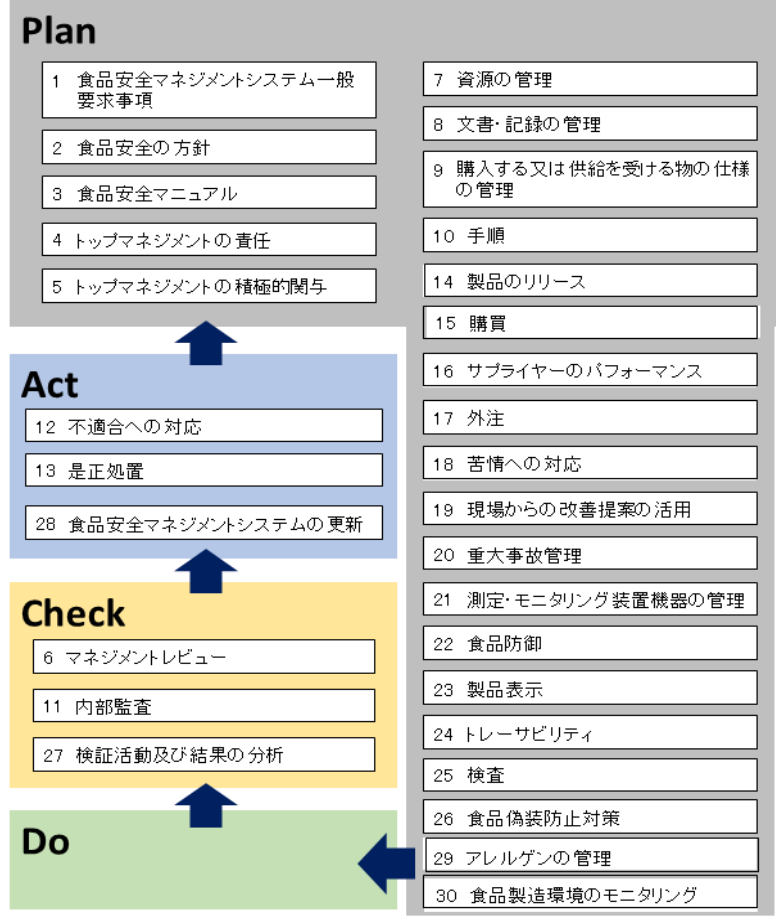 Plan
1 食品安全マネジメントシステム一般
要求事項
2 食品安全の方針
3 食品安全マニュアル
4 トップマネジメントの責任
5 トップマネジメントの積極的関与
7 資源の管理
8 文書・記録の管理
9 購入する又は供給を受ける物の仕様
の管理
10 手順
14 製品のリリース
15 購買
16 サプライヤーのパフォーマンス
17 外注
18 苦情への対応
19 現場からの改善提案の活用
20 重大事故管理
21 測定・モニタリング装置機器の管理
22 食品防御
23 製品表示
24 トレーサビリティ
25 検査
26 食品偽装防止対策
29 アレルゲンの管理
30 食品製造環境のモニタリング
Act
12 不適合への対応
13 是正処置
28 食品安全マネジメントシステムの更新
Check
6 マネジメントレビュー
11 内部監査
27 検証活動及び結果の分析
Do